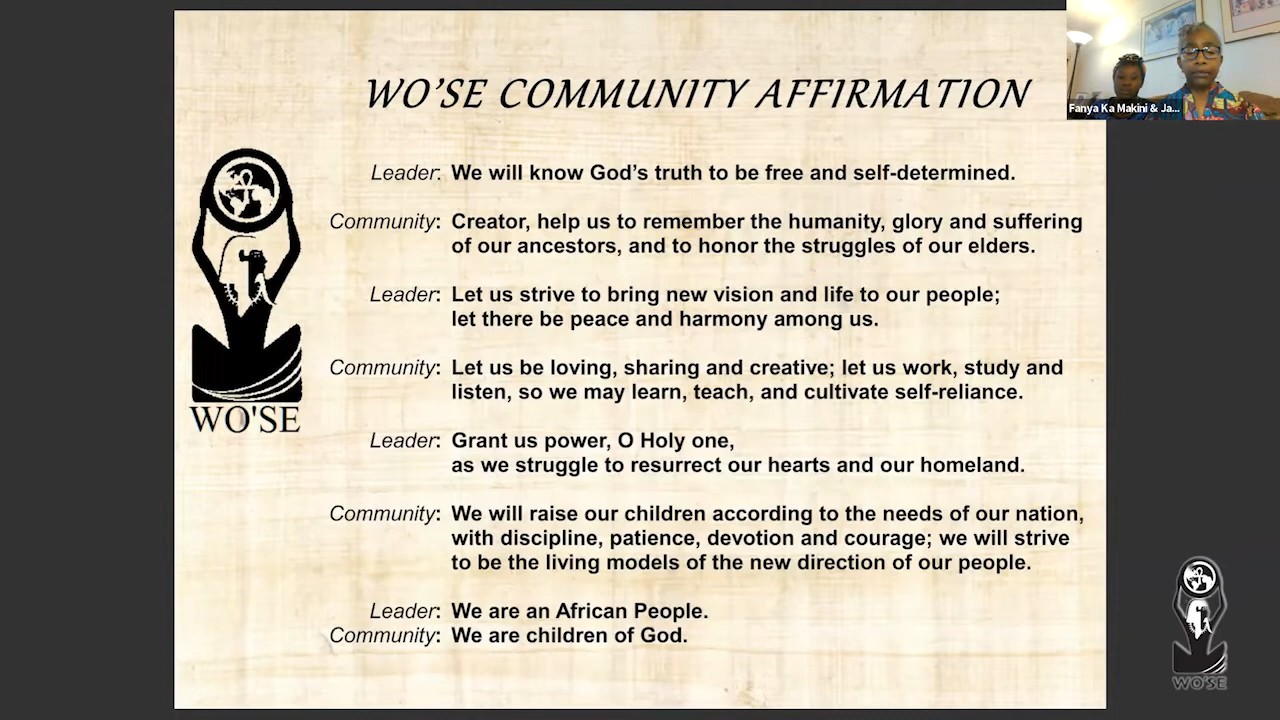 WO'SE COMMUNITY AFFIRMATION
Fanya Ka Makini & Ja...
Leader: We will know God's truth to be free and self-determined.
Community: Creator, help us to remember the humanity, glory and suffering
of our ancestors, and to honor the struggles of our elders.
Leader: Let us strive to bring new vision and life to our people;
let there be peace and harmony among us.
Community: Let us be loving, sharing and creative; let us work, study and
listen, so we may learn, teach, and cultivate self-reliance.
WO'SE
Leader: Grant us power, O Holy one,
as we struggle to resurrect our hearts and our homeland.
Community: We will raise our children according to the needs of our nation,
with discipline, patience, devotion and courage; we will strive
to be the living models of the new direction of our people.
Leader: We are an African People.
Community: We are children of God.
WO'SE